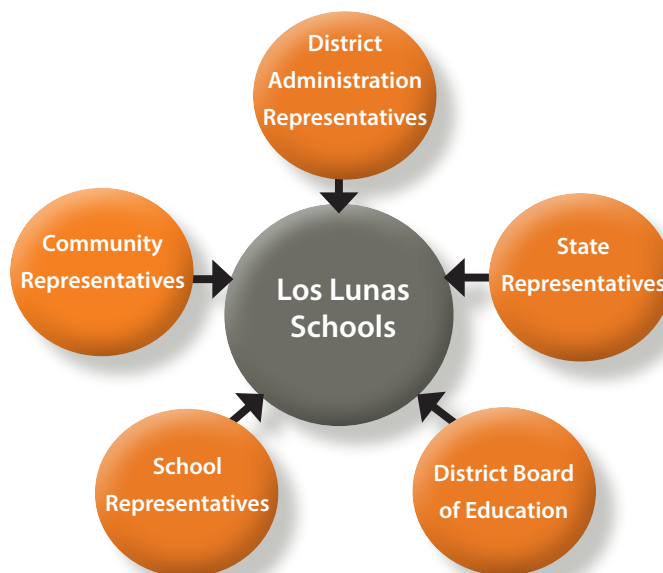 District
Administration
Representatives
Community
Representatives
State
Representatives
Los Lunas
Schools
School
Representatives
District Board
of Education